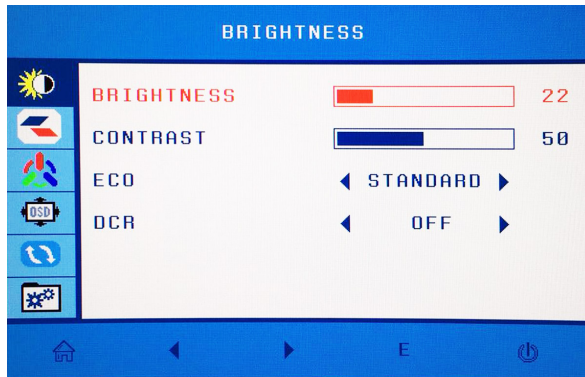 BRIGHTNESS
BRIGHTNESS 22
CONTRAST 50
ECO STANDARD
DCR OFF
OSD
E